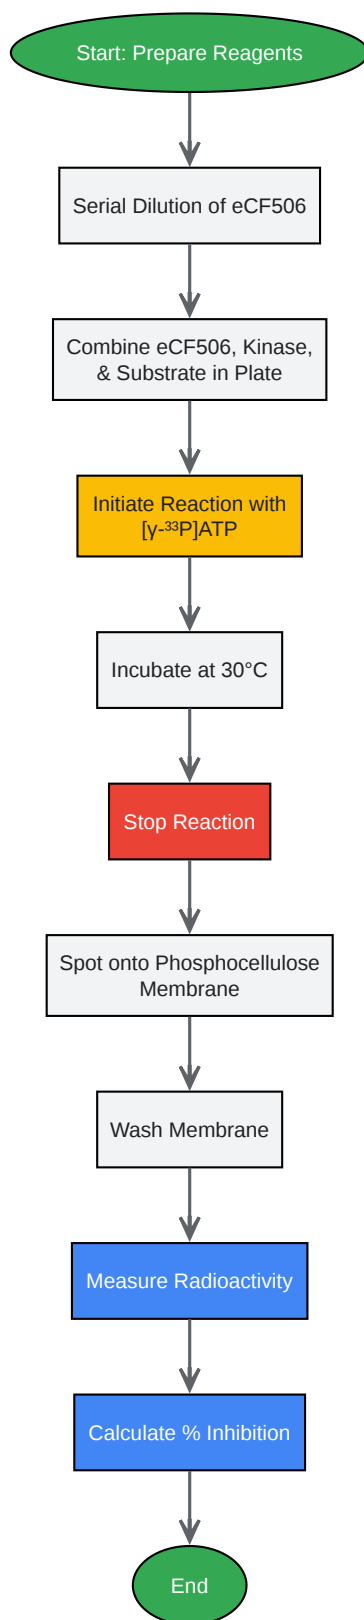 Start: Prepare Reagents
Serial Dilution of eCF506
Combine eCF506, Kinase,
& Substrate in Plate
Initiate Reaction with
[γ-³³P]ATP
Incubate at 30°C
Stop Reaction
Spot onto Phosphocellulose
Membrane
Wash Membrane
Measure Radioactivity
Calculate % Inhibition
End